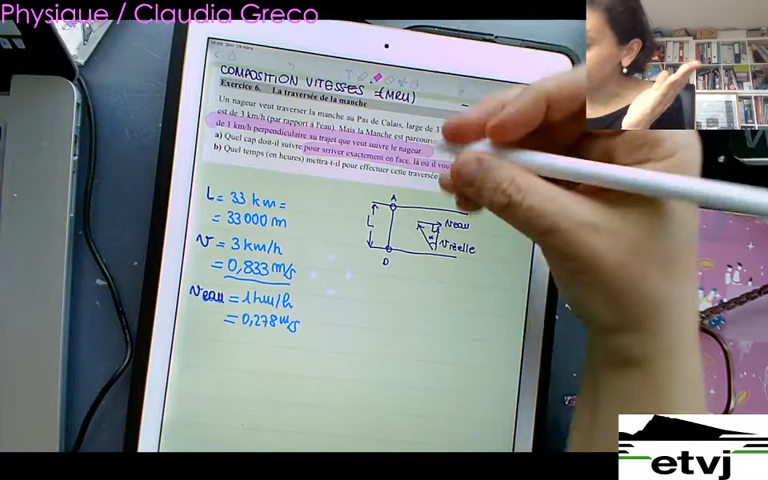 Physique / Claudia Greco
COMPOSITION VITESSES (MRU)
Exercice 6. La traversée de la manche
Un nageur veut traverser la manche au Pas de Calais, large de 3
est de 3 km/h (par rapport à l'eau). Mais la Manche est parcouru
de 1 km/h perpendiculaire au trajet que veut suivre le nageur
a) Quel cap doit-il suivre pour arriver exactement en face, là où il vou
b) Quel temps (en heures) mettra-t-il pour effectuer cette traversée
L = 33 km =
= 33 000 m
v = 3 km/h
= 0,833 m/s
veau = 1 km/h
= 0,278 m/s
A
L
D
veau
v
α
vréelle
etvj